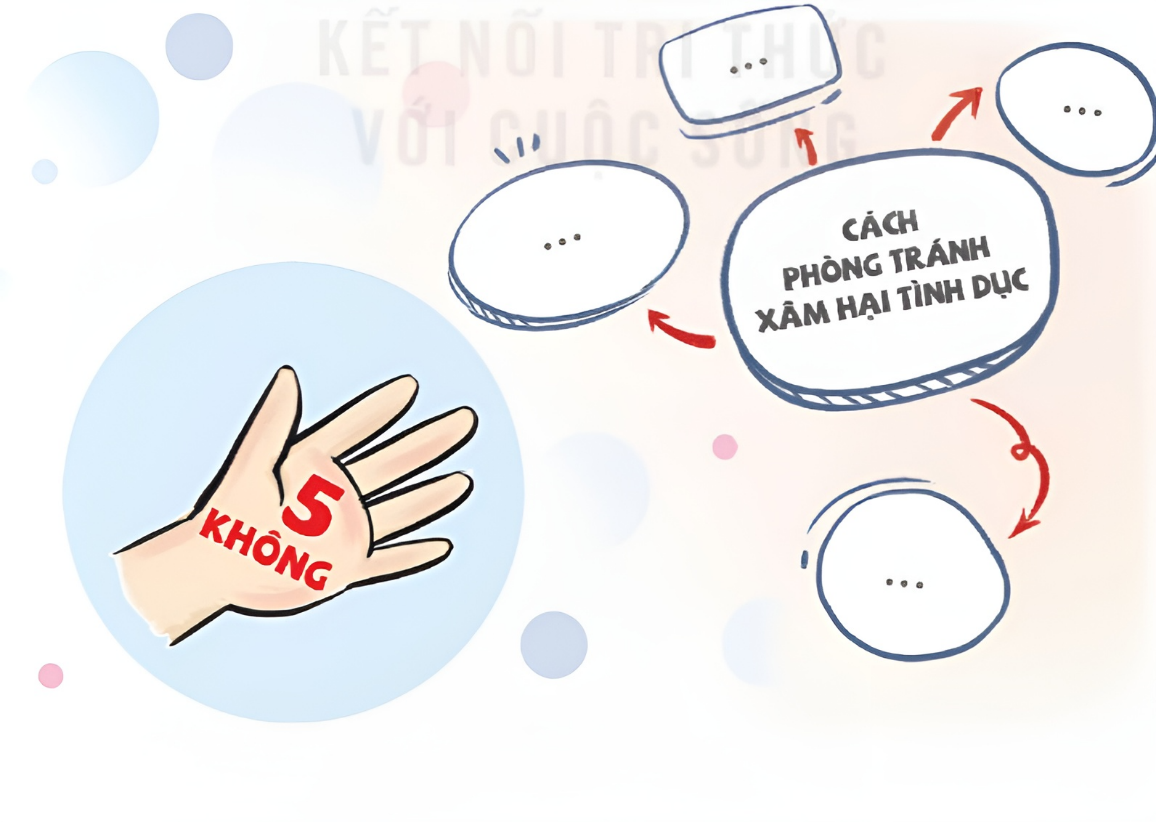 KẾT NỐI TRI THỨC
VỚI CUỘC SỐNG
...
...
...
CÁCH
PHÒNG TRÁNH
XÂM HẠI TÌNH DỤC
5
KHÔNG
...